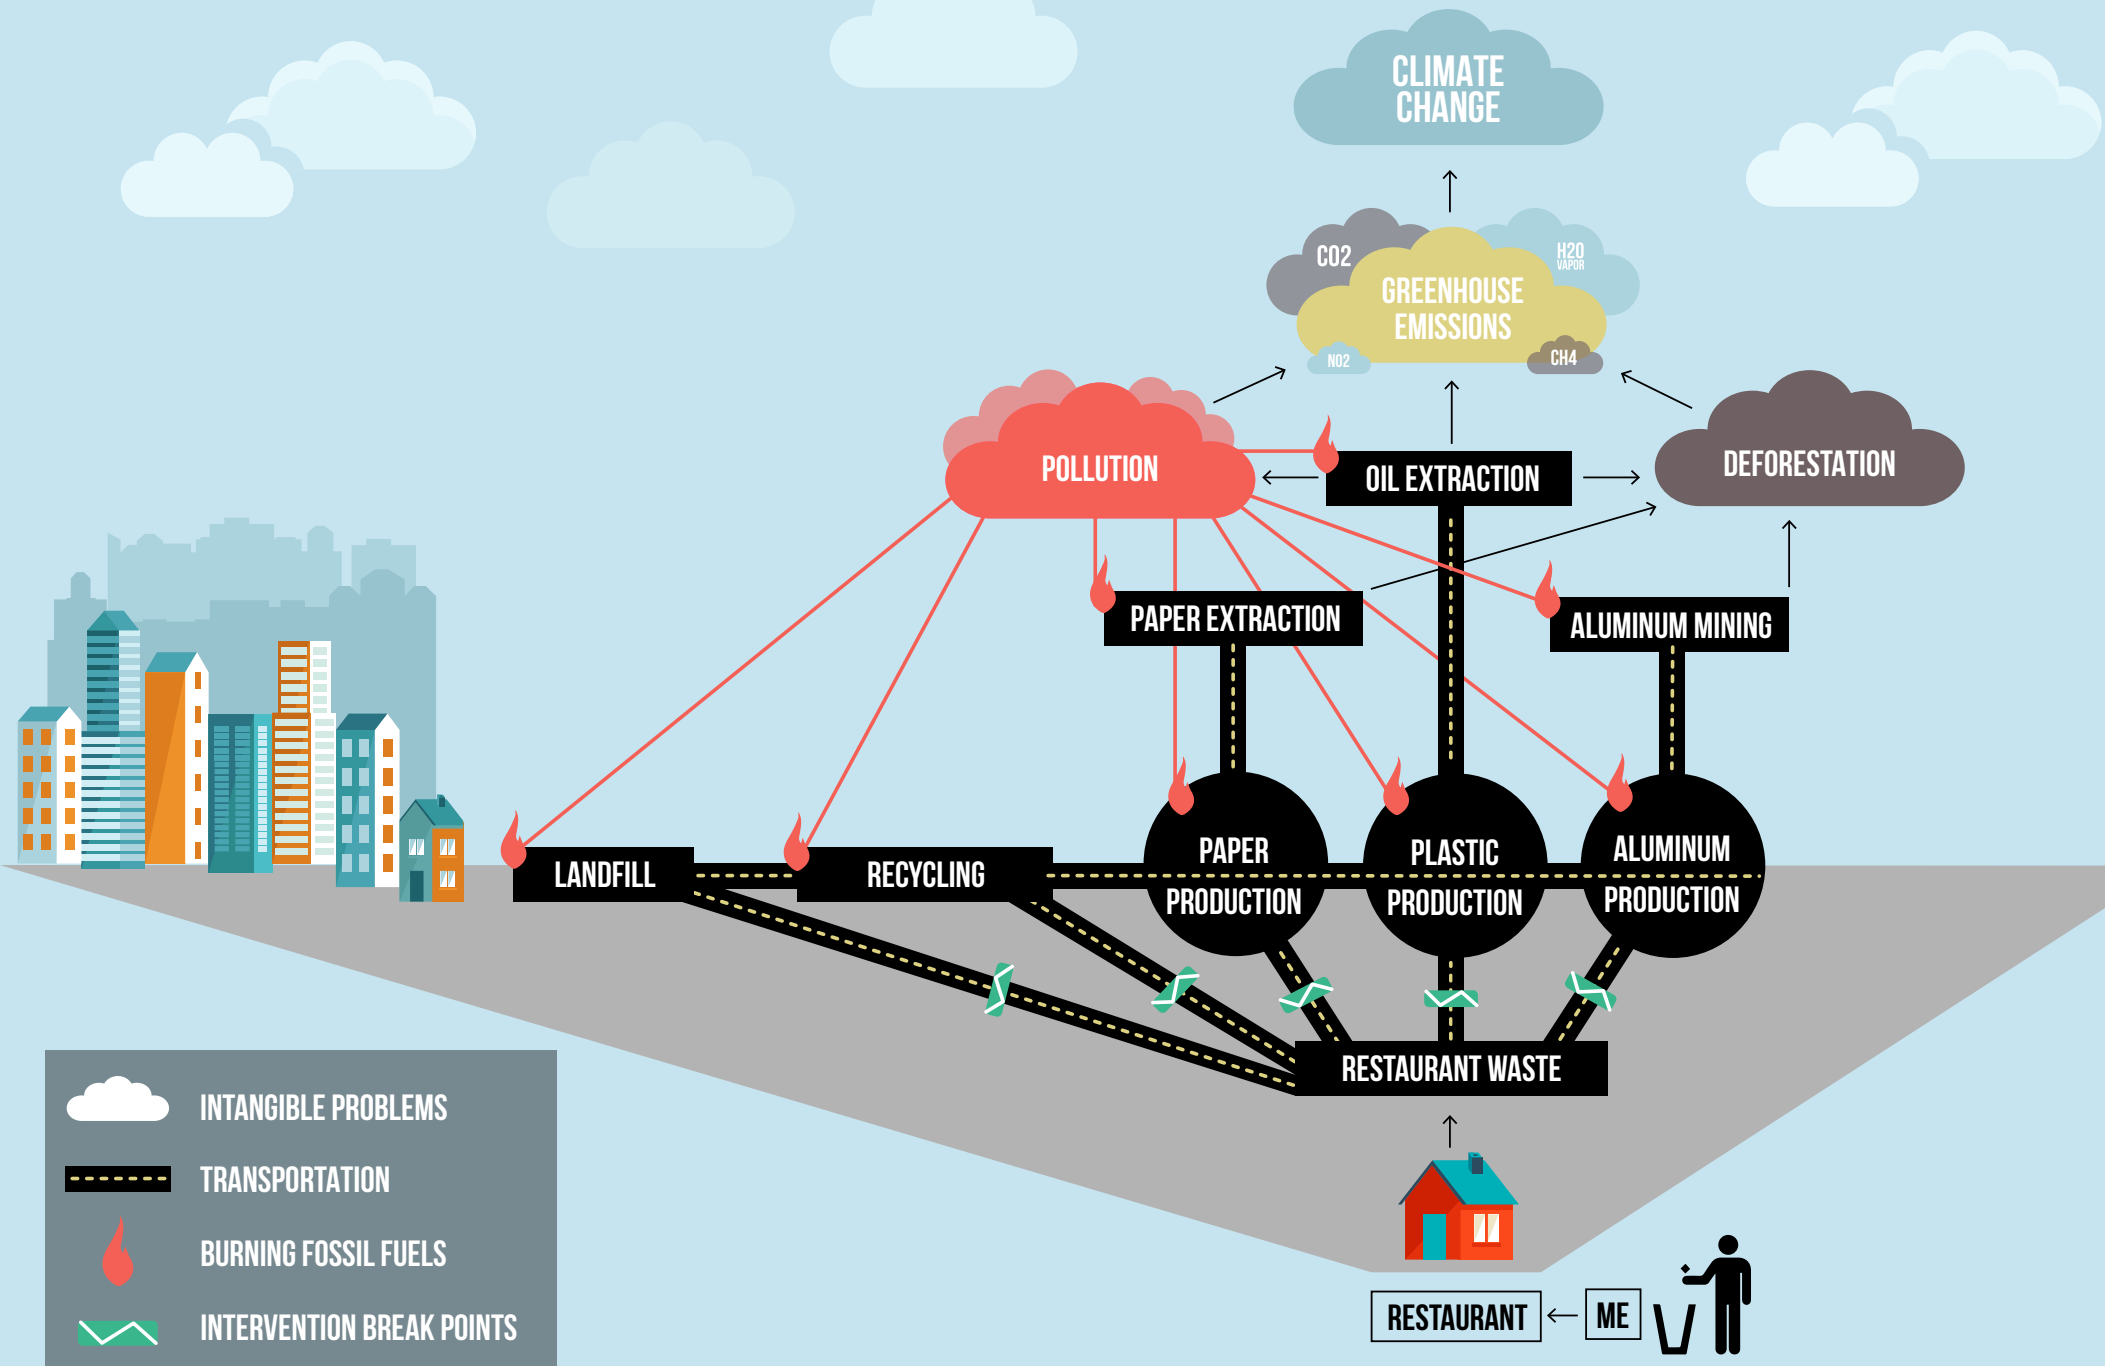 CLIMATE
CHANGE
CO2
H20
VAPOR
GREENHOUSE
EMISSIONS
NO2
CH4
POLLUTION
OIL EXTRACTION
DEFORESTATION
PAPER EXTRACTION
ALUMINUM MINING
LANDFILL
RECYCLING
PAPER
PRODUCTION
PLASTIC
PRODUCTION
ALUMINUM
PRODUCTION
RESTAURANT WASTE
INTANGIBLE PROBLEMS
TRANSPORTATION
BURNING FOSSIL FUELS
INTERVENTION BREAK POINTS
RESTAURANT
ME